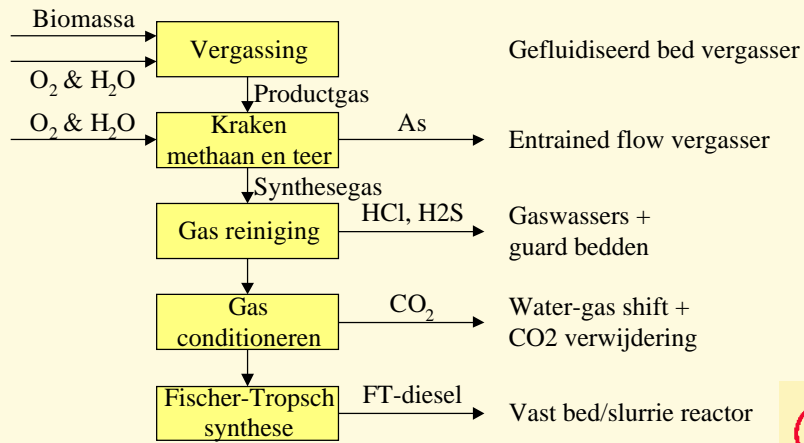 Biomassa
Vergassing
Gefluidiseerd bed vergasser
O₂ & H₂O
Productgas
O₂ & H₂O
Kraken
methaan en teer
As
Entrained flow vergasser
Synthesegas
Gas reiniging
HCl, H2S
Gaswassers +
guard bedden
Gas
conditioneren
CO₂
Water-gas shift +
CO2 verwijdering
Fischer-Tropsch
synthese
FT-diesel
Vast bed/slurrie reactor